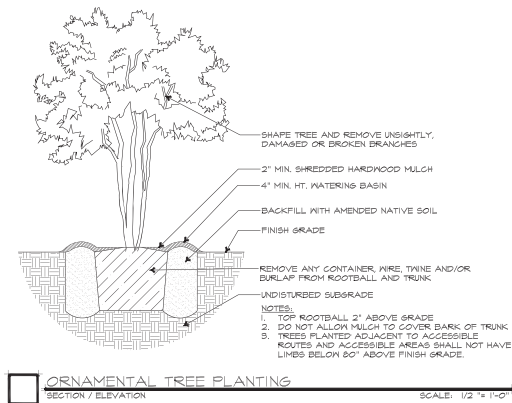 SHAPE TREE AND REMOVE UNSIGHTLY,
DAMAGED OR BROKEN BRANCHES
2" MIN. SHREDDED HARDWOOD MULCH
4" MIN. HT. WATERING BASIN
BACKFILL WITH AMENDED NATIVE SOIL
FINISH GRADE
REMOVE ANY CONTAINER, WIRE, TWINE AND/OR
BURLAP FROM ROOTBALL AND TRUNK
UNDISTURBED SUBGRADE
NOTES:
1. TOP ROOTBALL 2" ABOVE GRADE
2. DO NOT ALLOW MULCH TO COVER BARK OF TRUNK
3. TREES PLANTED ADJACENT TO ACCESSIBLE
ROUTES AND ACCESSIBLE AREAS SHALL NOT HAVE
LIMBS BELOW 80" ABOVE FINISH GRADE.
ORNAMENTAL TREE PLANTING
SECTION / ELEVATION
SCALE: 1/2 "= 1'-0"